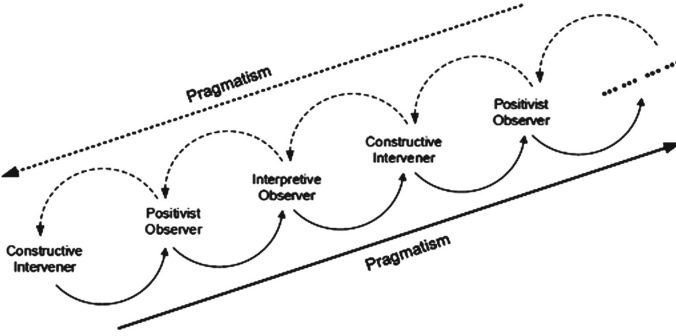 Pragmatism
Positivist
Observer
Constructive
Intervener
Interpretive
Observer
Positivist
Observer
Constructive
Intervener
Pragmatism